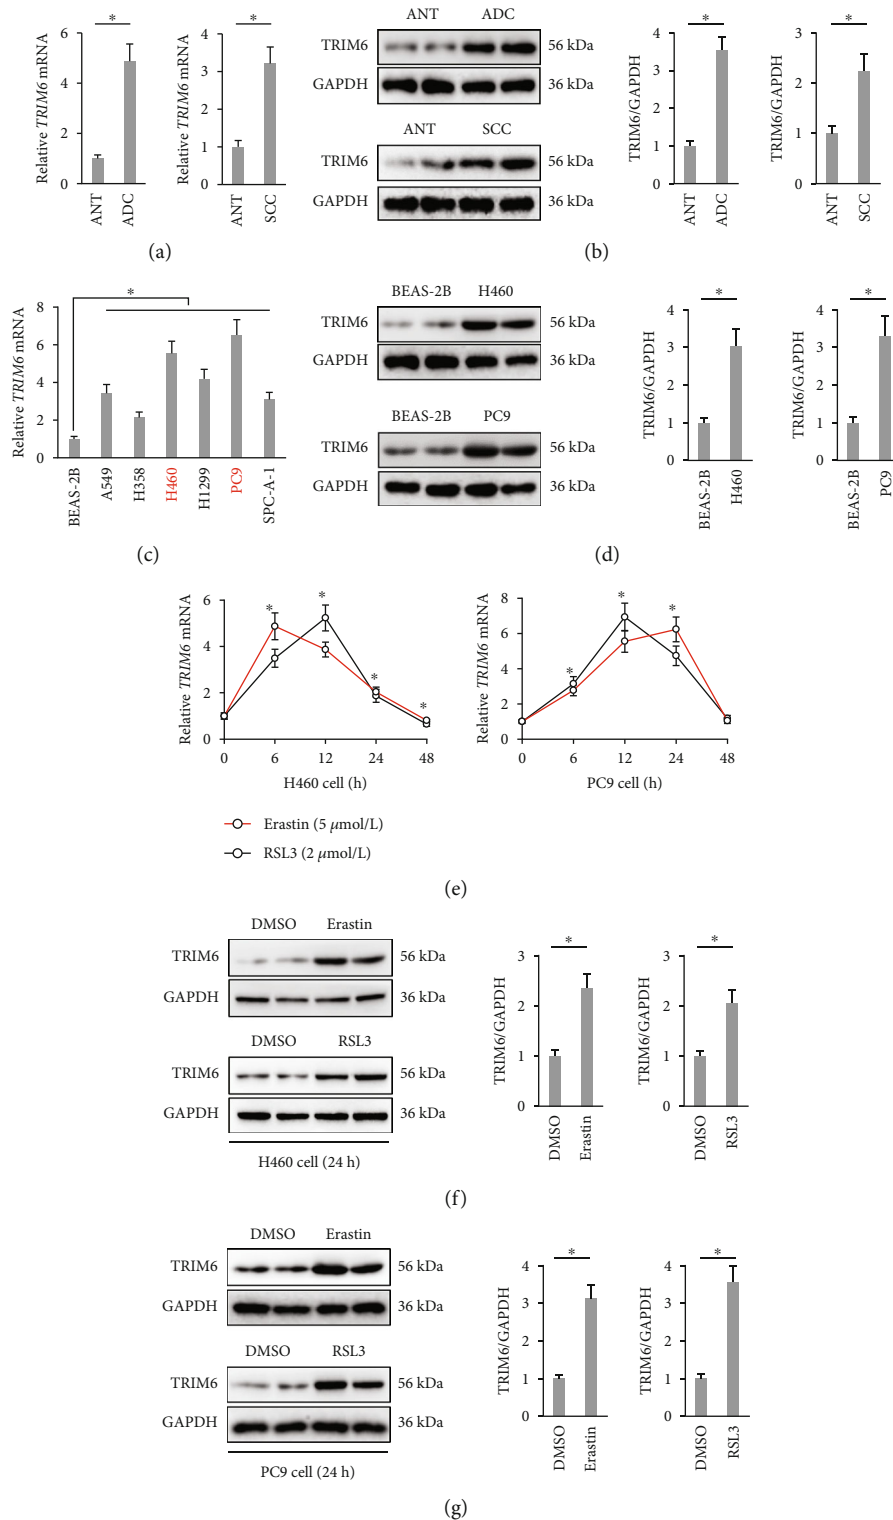 *
6
4
2
0
Relative TRIM6 mRNA
ANT
ADC
*
4
3
2
1
0
Relative TRIM6 mRNA
ANT
SCC
(a)
ANT ADC
TRIM6 56 kDa
GAPDH 36 kDa
ANT SCC
TRIM6 56 kDa
GAPDH 36 kDa
*
4
3
2
1
0
TRIM6/GAPDH
ANT
ADC
*
3
2
1
0
TRIM6/GAPDH
ANT
SCC
(b)
*
8
6
4
2
0
Relative TRIM6 mRNA
BEAS-2B
A549
H358
H460
H1299
PC9
SPC-A-1
(c)
BEAS-2B H460
TRIM6 56 kDa
GAPDH 36 kDa
BEAS-2B PC9
TRIM6 56 kDa
GAPDH 36 kDa
*
4
3
2
1
0
TRIM6/GAPDH
BEAS-2B
H460
*
4
3
2
1
0
TRIM6/GAPDH
BEAS-2B
PC9
(d)
6
4
2
0
Relative TRIM6 mRNA
* * * *
0 6 12 24 48
H460 cell (h)
8
6
4
2
0
Relative TRIM6 mRNA
* * *
0 6 12 24 48
PC9 cell (h)
Erastin (5 μmol/L)
RSL3 (2 μmol/L)
(e)
DMSO Erastin
TRIM6 56 kDa
GAPDH 36 kDa
DMSO RSL3
TRIM6 56 kDa
GAPDH 36 kDa
H460 cell (24 h)
*
3
2
1
0
TRIM6/GAPDH
DMSO
Erastin
*
3
2
1
0
TRIM6/GAPDH
DMSO
RSL3
(f)
DMSO Erastin
TRIM6 56 kDa
GAPDH 36 kDa
DMSO RSL3
TRIM6 56 kDa
GAPDH 36 kDa
PC9 cell (24 h)
*
4
3
2
1
0
TRIM6/GAPDH
DMSO
Erastin
*
4
3
2
1
0
TRIM6/GAPDH
DMSO
RSL3
(g)